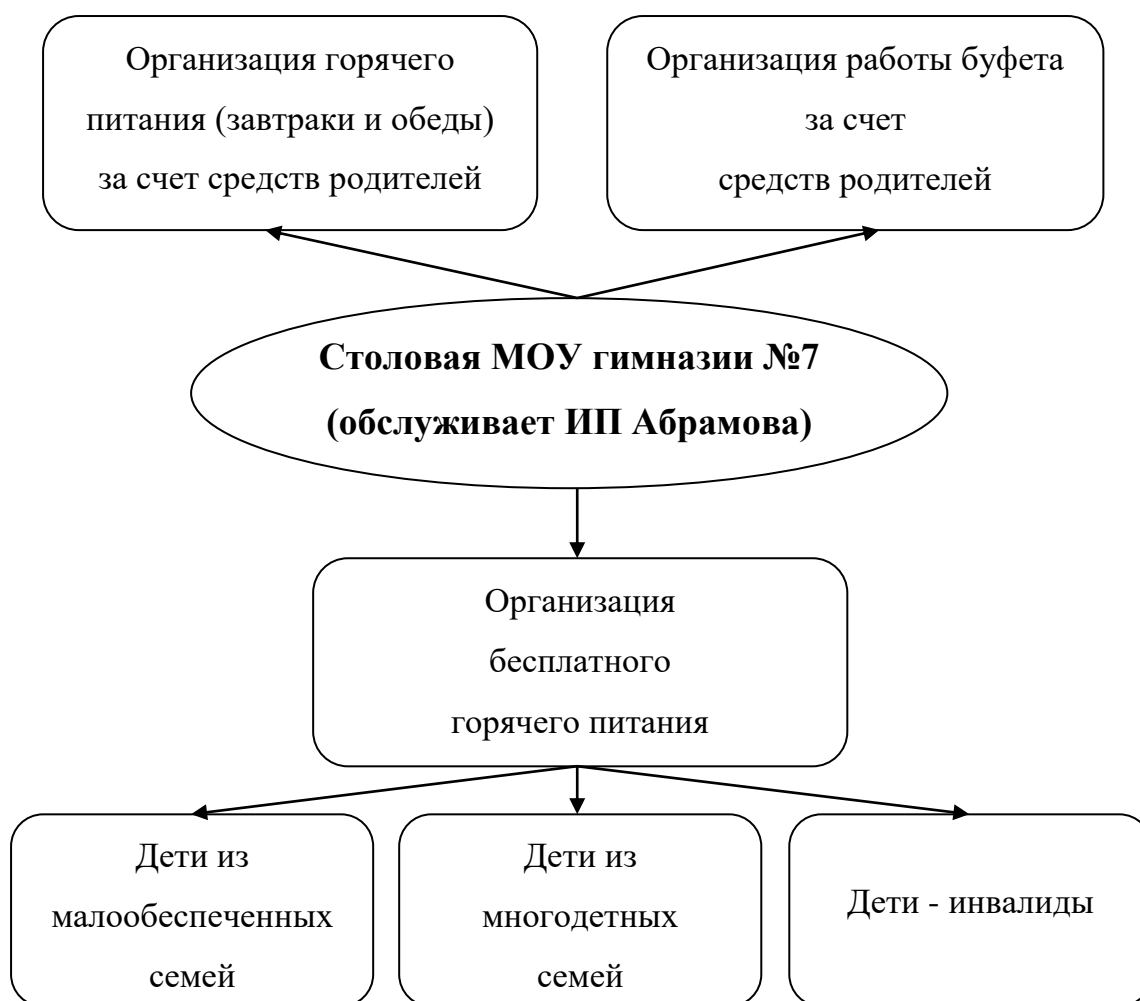 Организация горячего
питания (завтраки и обеды)
за счет средств родителей
Организация работы буфета
за счет
средств родителей
Столовая МОУ гимназии №7
(обслуживает ИП Абрамова)
Организация
бесплатного
горячего питания
Дети из
малообеспеченных
семей
Дети из
многодетных
семей
Дети - инвалиды